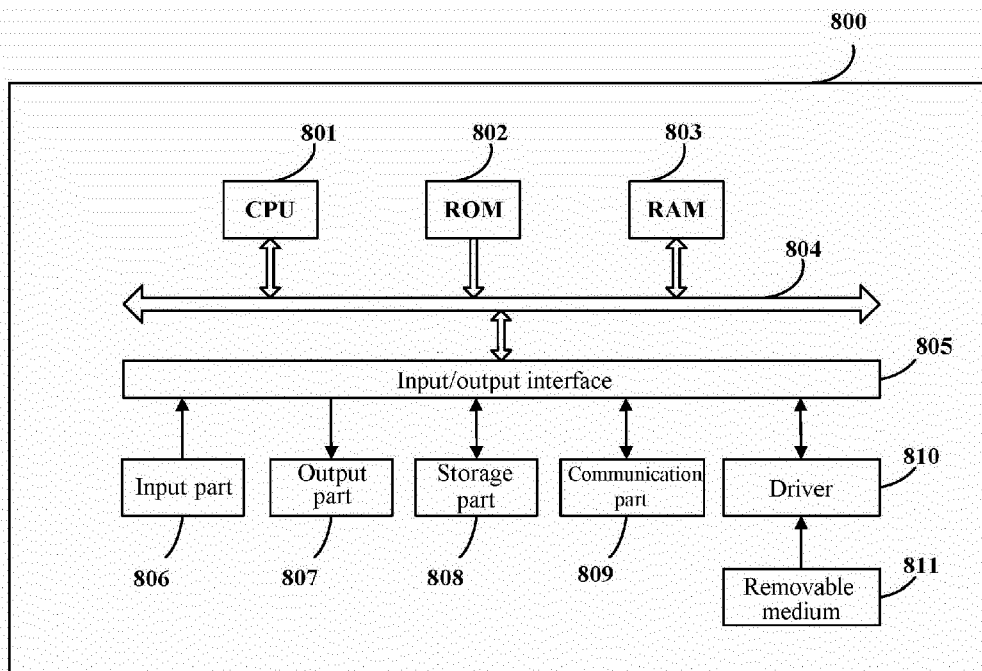 800
801
802
803
CPU
ROM
RAM
804
805
Input/output interface
Input part
Output
part
Storage
part
Communication
part
Driver
810
806
807
808
809
811
Removable
medium